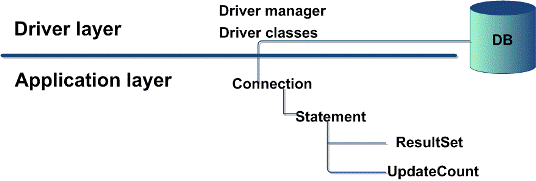 Driver manager
Driver layer
Driver classes
DB
Application layer
Connection
Statement
ResultSet
UpdateCount